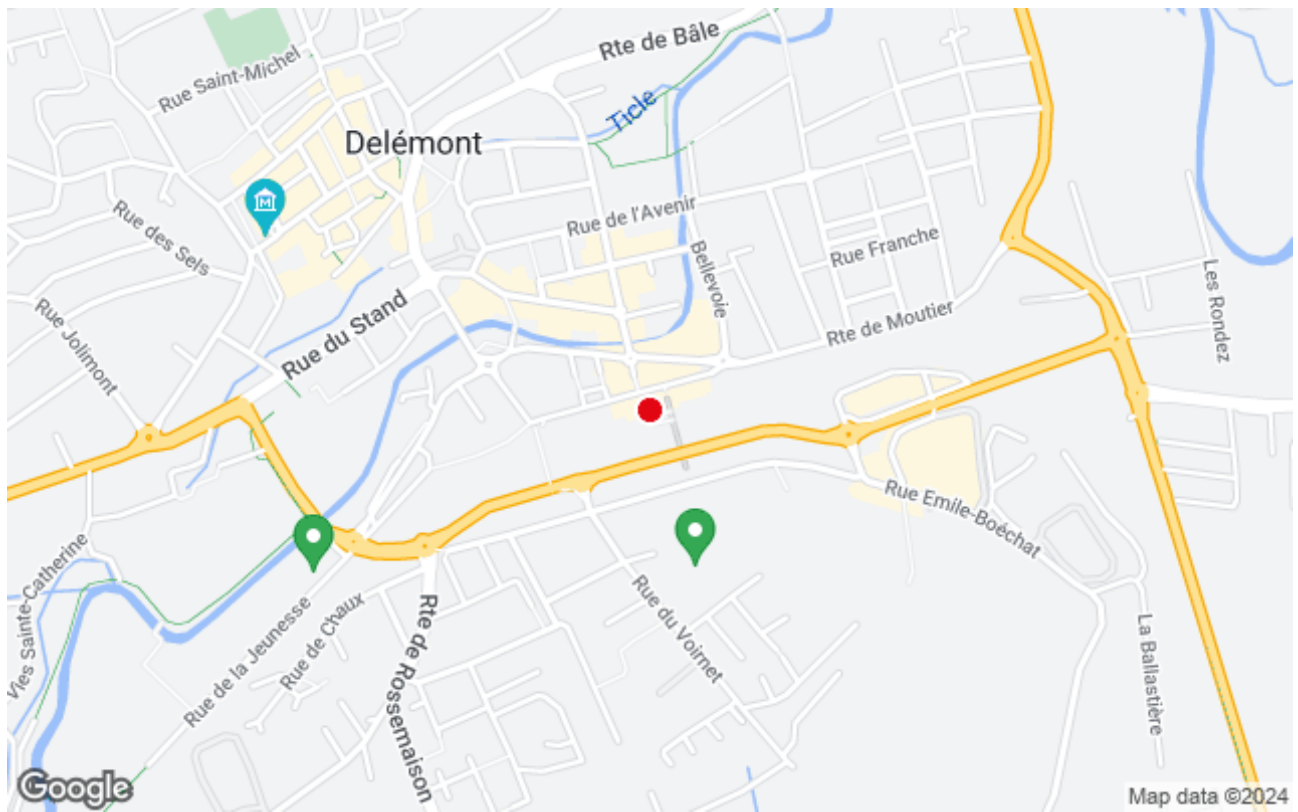 Rte de Bâle
Rue Saint-Michel
Ticle
Delémont
M
Rue de l'Avenir
Rue des Sels
Rue Franche
Bellevoie
Les Rondez
Rue du Stand
Rte de Moutier
Rue Jolimont
Rue Emile-Boéchat
Vies Sainte-Catherine
Rue de la Jeunesse
Rue de Chaux
Rte de Rossemaison
Rue du Voirnet
La Ballastière
Google
Map data ©2024